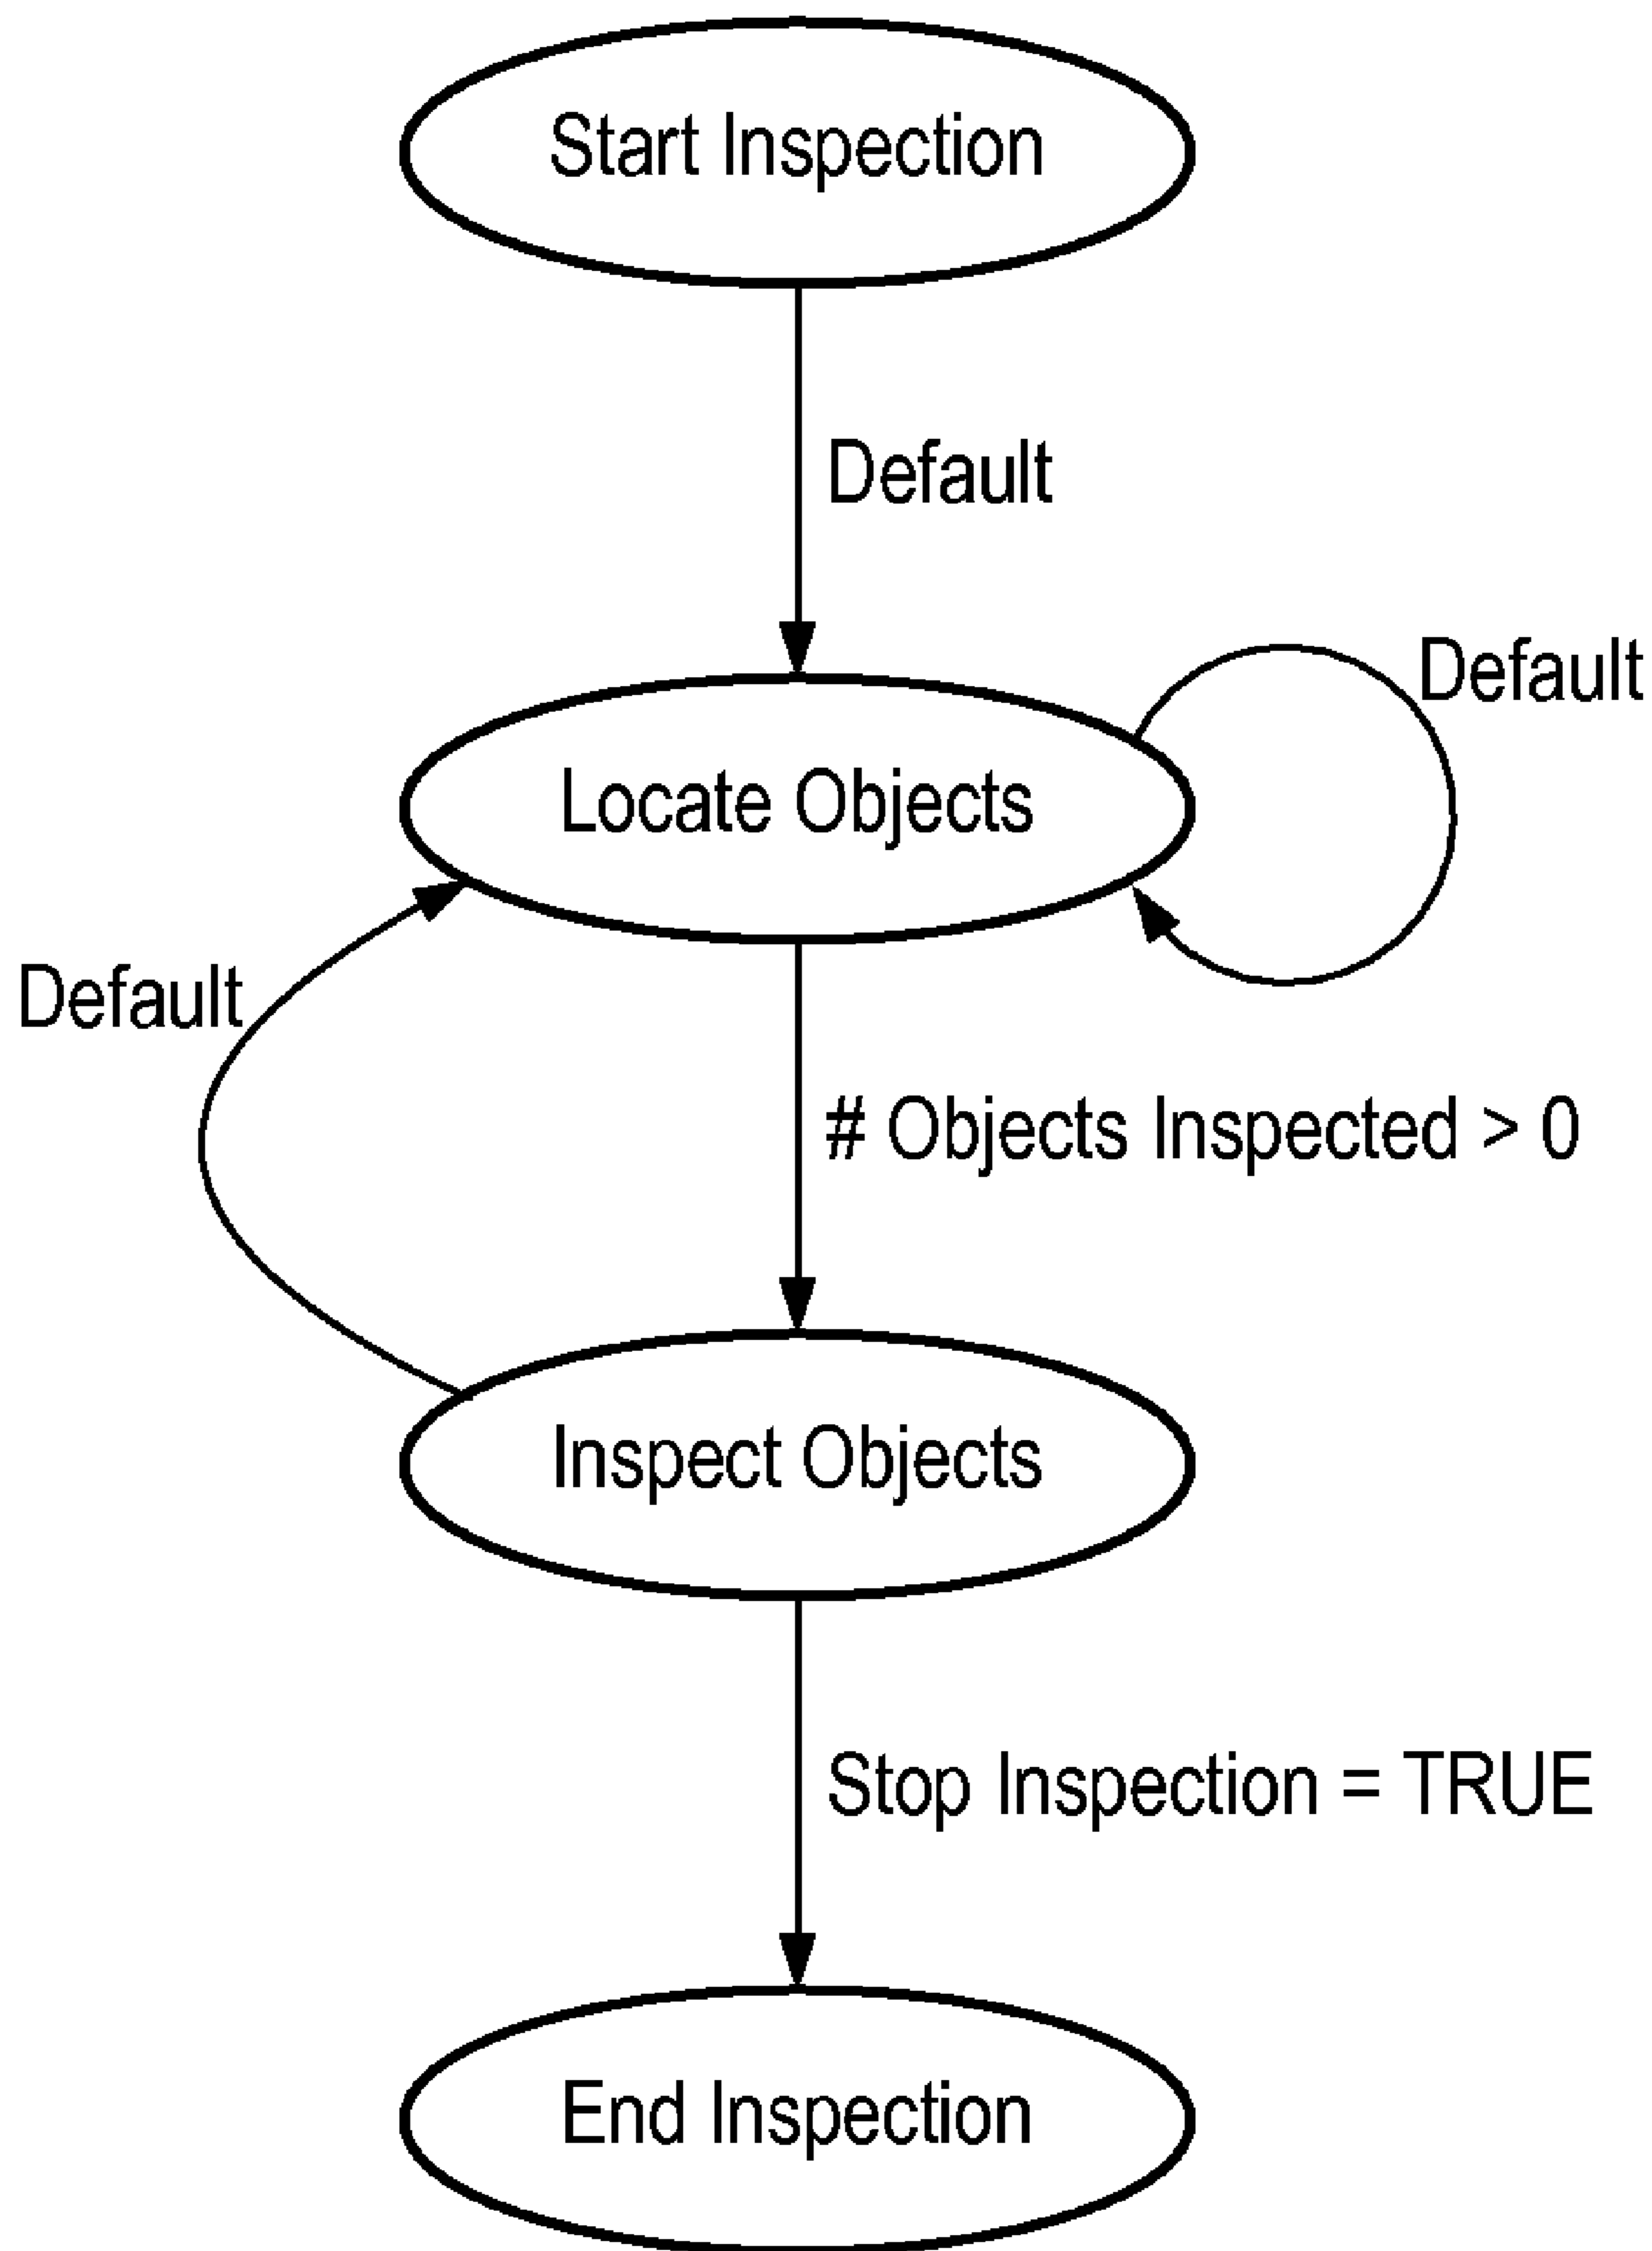 Start Inspection
Default
Default
Locate Objects
Default
# Objects Inspected > 0
Inspect Objects
Stop Inspection = TRUE
End Inspection